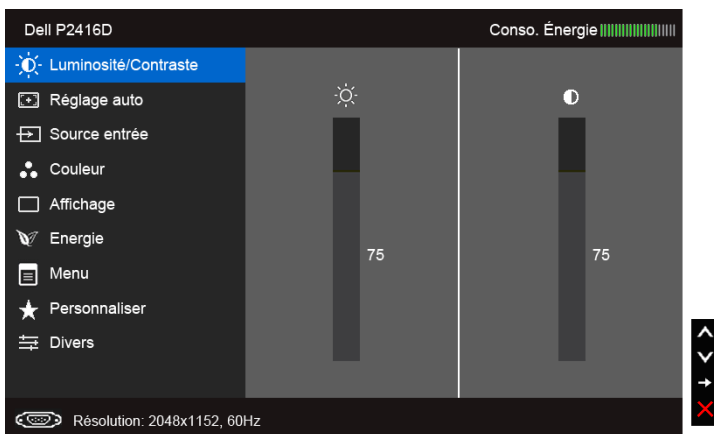 Dell P2416D
Conso. Énergie
Luminosité/Contraste
Réglage auto
Source entrée
Couleur
Affichage
Energie
Menu
Personnaliser
Divers
75
75
Résolution: 2048x1152, 60Hz